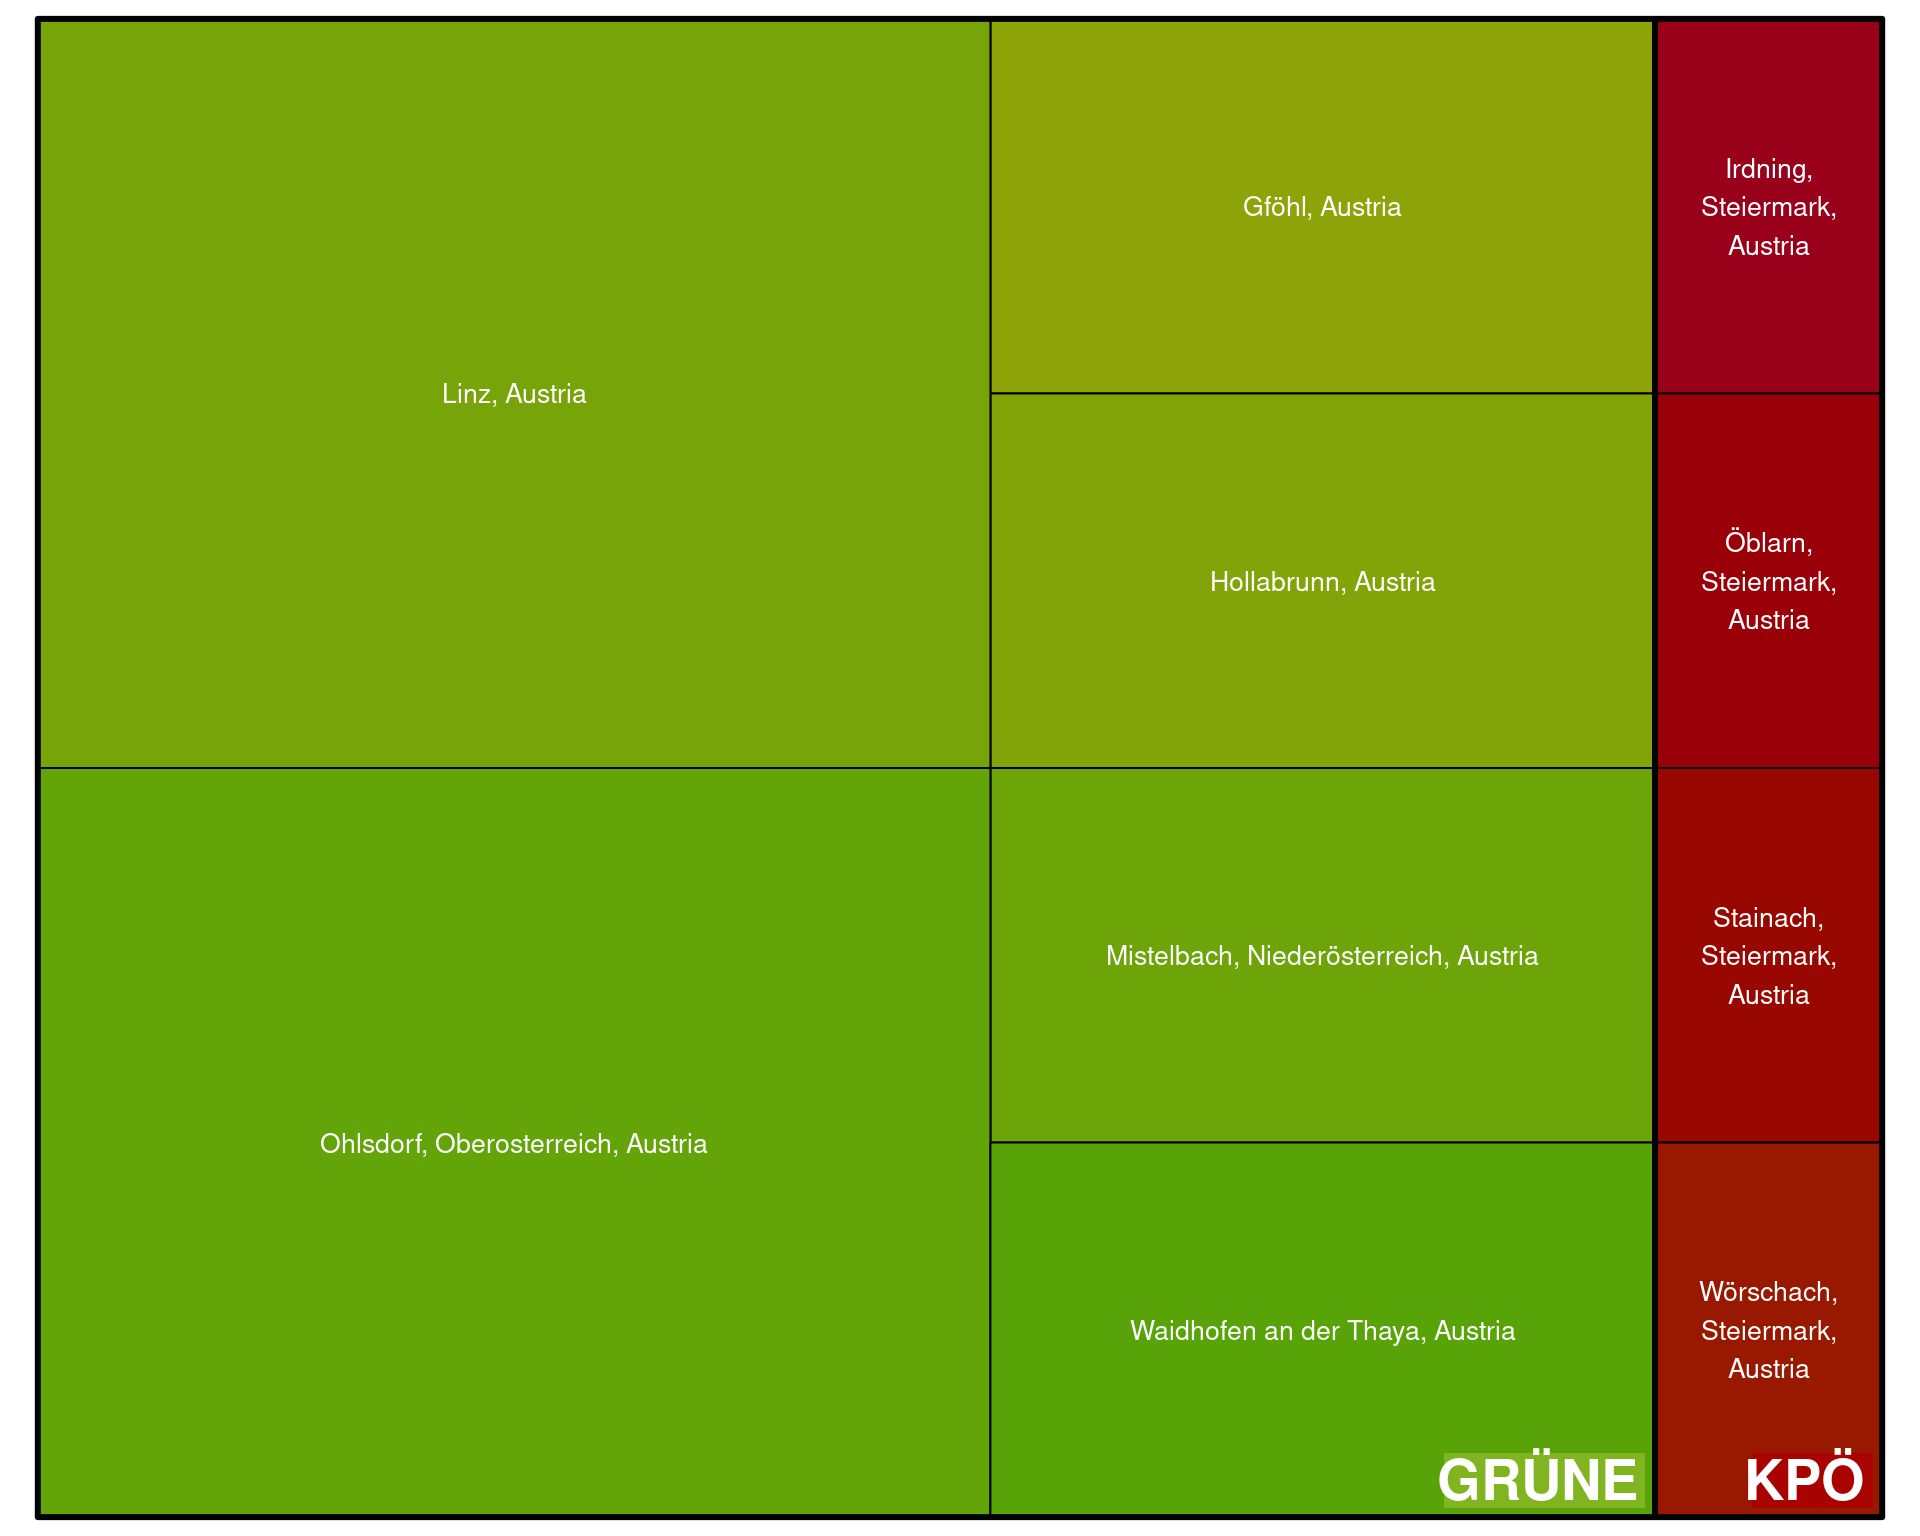 Linz, Austria
Ohlsdorf, Oberosterreich, Austria
Gföhl, Austria
Hollabrunn, Austria
Mistelbach, Niederösterreich, Austria
Waidhofen an der Thaya, Austria
GRÜNE
Irdning,
Steiermark,
Austria
Öblarn,
Steiermark,
Austria
Stainach,
Steiermark,
Austria
Wörschach,
Steiermark,
Austria
KPÖ